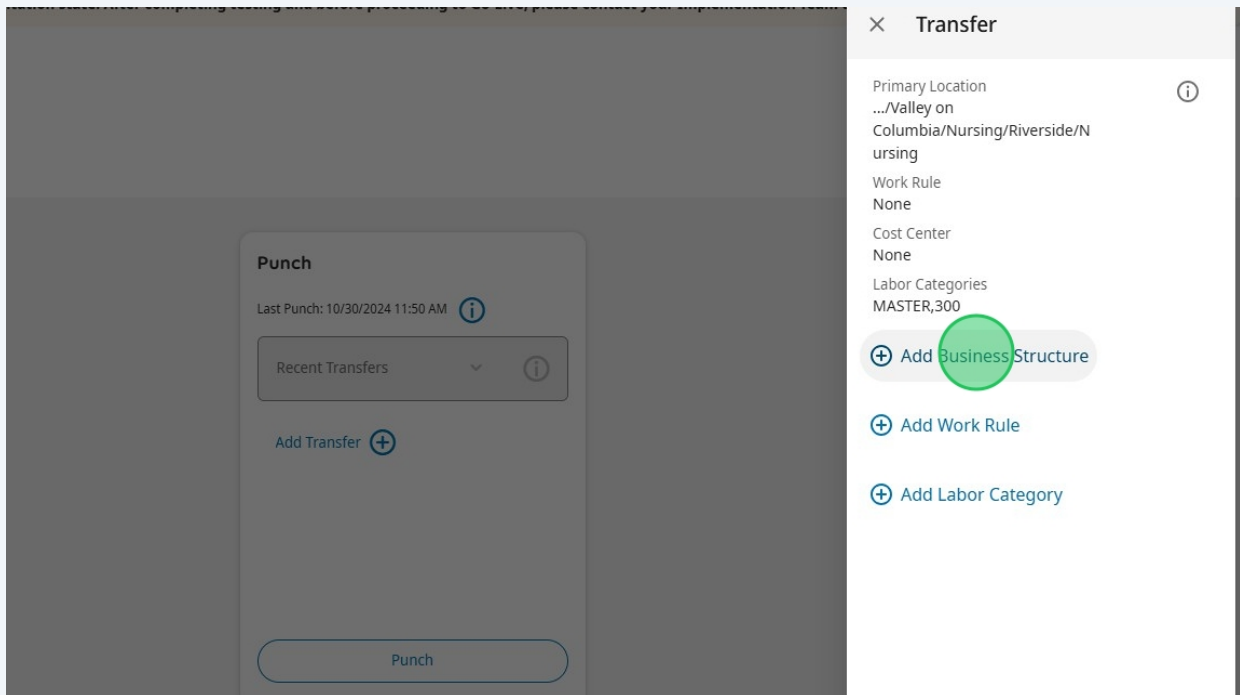 Transfer
Primary Location
.../Valley on
Columbia/Nursing/Riverside/N
ursing
Work Rule
None
Cost Center
None
Labor Categories
MASTER,300
Add Business Structure
Add Work Rule
Add Labor Category
Punch
Last Punch: 10/30/2024 11:50 AM
Recent Transfers
Add Transfer
Punch